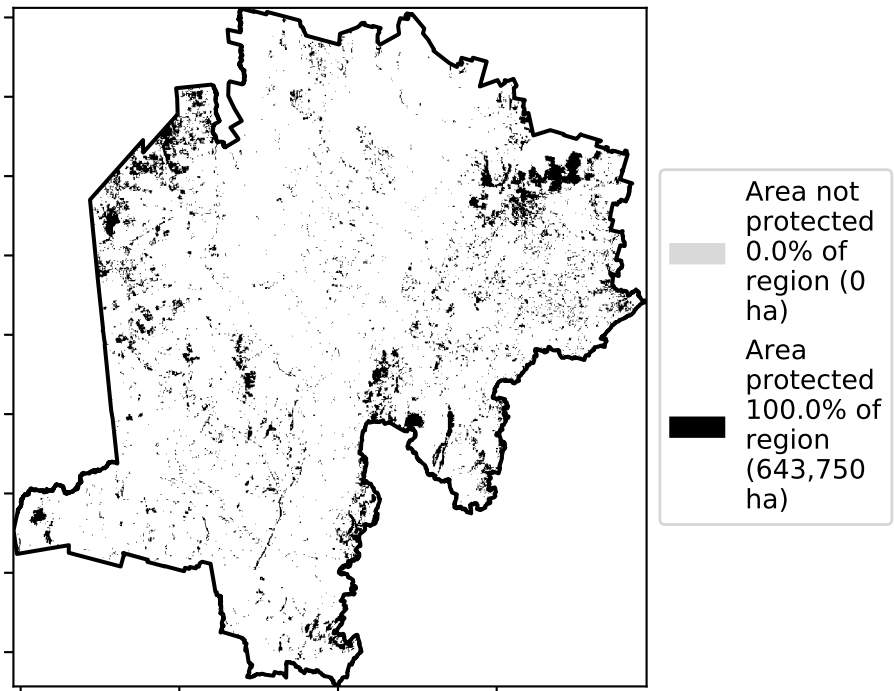 Area not
protected
0.0% of
region (0
ha)
Area
protected
100.0% of
region
(643,750
ha)